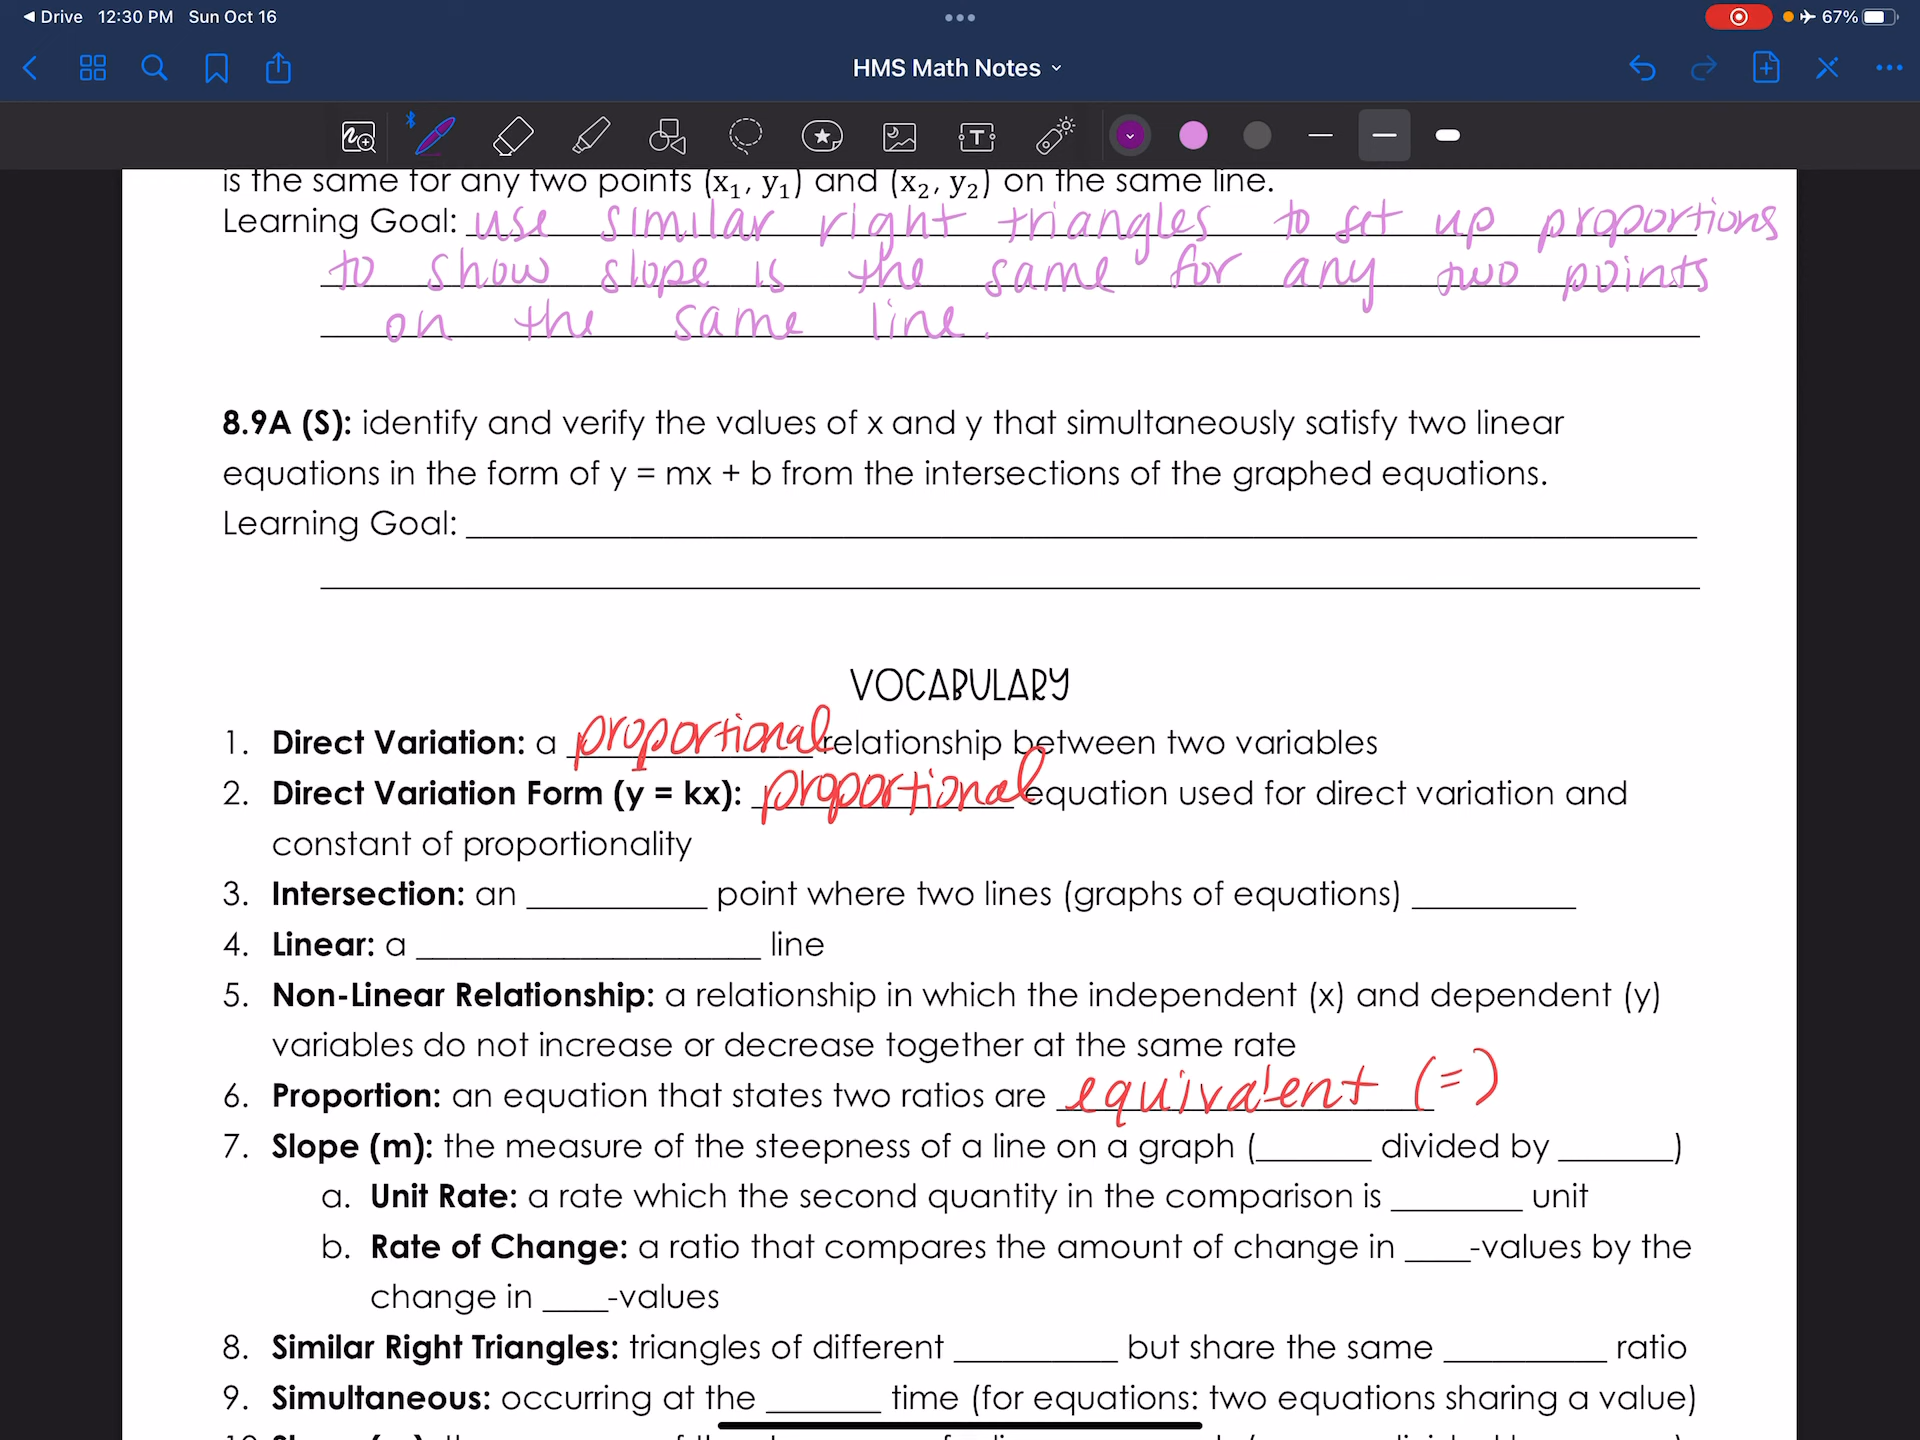 Drive 12:30 PM Sun Oct 16 67%
HMS Math Notes
T
is the same for any two points (x₁, y₁) and (x₂, y₂) on the same line.
Learning Goal: use similar right triangles to set up proportions
to show slope is the same for any two points
on the same line.
8.9A (S): identify and verify the values of x and y that simultaneously satisfy two linear
equations in the form of y = mx + b from the intersections of the graphed equations.
Learning Goal:
VOCABULARY
1. Direct Variation: a proportional relationship between two variables
2. Direct Variation Form (y = kx): proportional equation used for direct variation and
constant of proportionality
3. Intersection: an ________ point where two lines (graphs of equations) ________
4. Linear: a ________ line
5. Non-Linear Relationship: a relationship in which the independent (x) and dependent (y)
variables do not increase or decrease together at the same rate
6. Proportion: an equation that states two ratios are equivalent (=)
7. Slope (m): the measure of the steepness of a line on a graph (______ divided by ______)
a. Unit Rate: a rate which the second quantity in the comparison is ______ unit
b. Rate of Change: a ratio that compares the amount of change in ____-values by the
change in ____-values
8. Similar Right Triangles: triangles of different ________ but share the same ________ ratio
9. Simultaneous: occurring at the ______ time (for equations: two equations sharing a value)